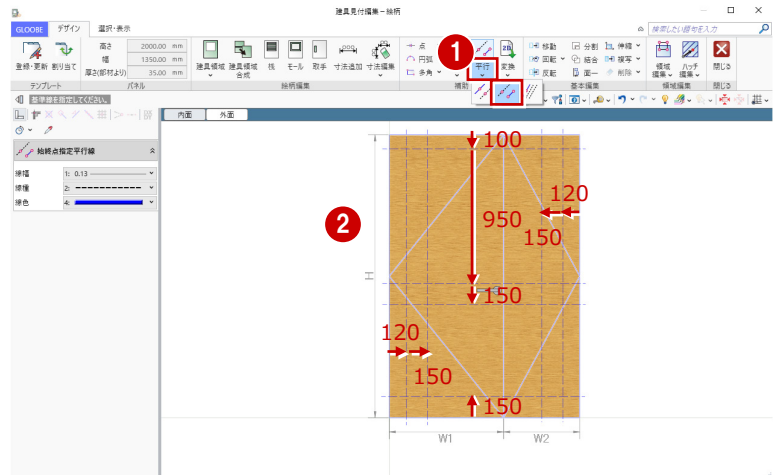 建具見付編集－絵柄
GLOOBE デザイン 選択･表示 検索したい語句を入力
登録･更新 割り当て
テンプレート
高さ 2000.00 mm
幅 1350.00 mm
厚さ(部材より) 35.00 mm
パネル
建具領域 建具領域合成 桟 モール 取手 寸法追加 寸法編集
絵柄編集
点
円弧
多角
平行 変換
補助
移動 分割 伸縮
回転 結合 複写
反転 面一 削除
基本編集
領域編集 ハッチ編集
領域編集
閉じる
閉じる
1
基準線を指定してください。
内面 外面
始終点指定平行線
線幅 1: 0.13
線種 2:
線色 4:
2
100
120
950
150
150
120
150
150
H
W1 W2